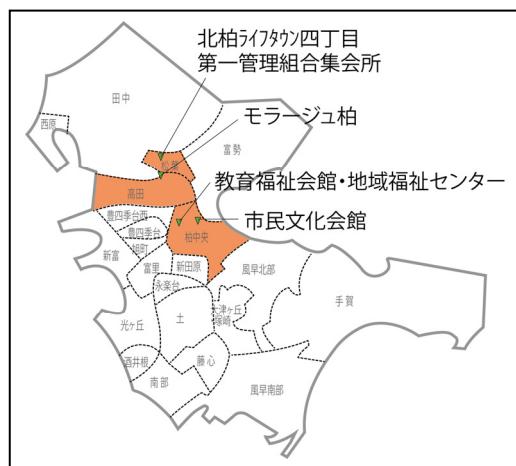 北柏ﾗｲﾌﾀｳﾝ四丁目
第一管理組合集会所
田中
モラージュ柏
西原
富勢
松葉
教育福祉会館・地域福祉センター
高田
豊四季台西
市民文化会館
豊四季台
柏中央
旭町
新富
富里
新田原
風早北部
永楽台
手賀
大津ヶ丘
塚崎
光ヶ丘
土
酒井根
藤心
南部
風早南部